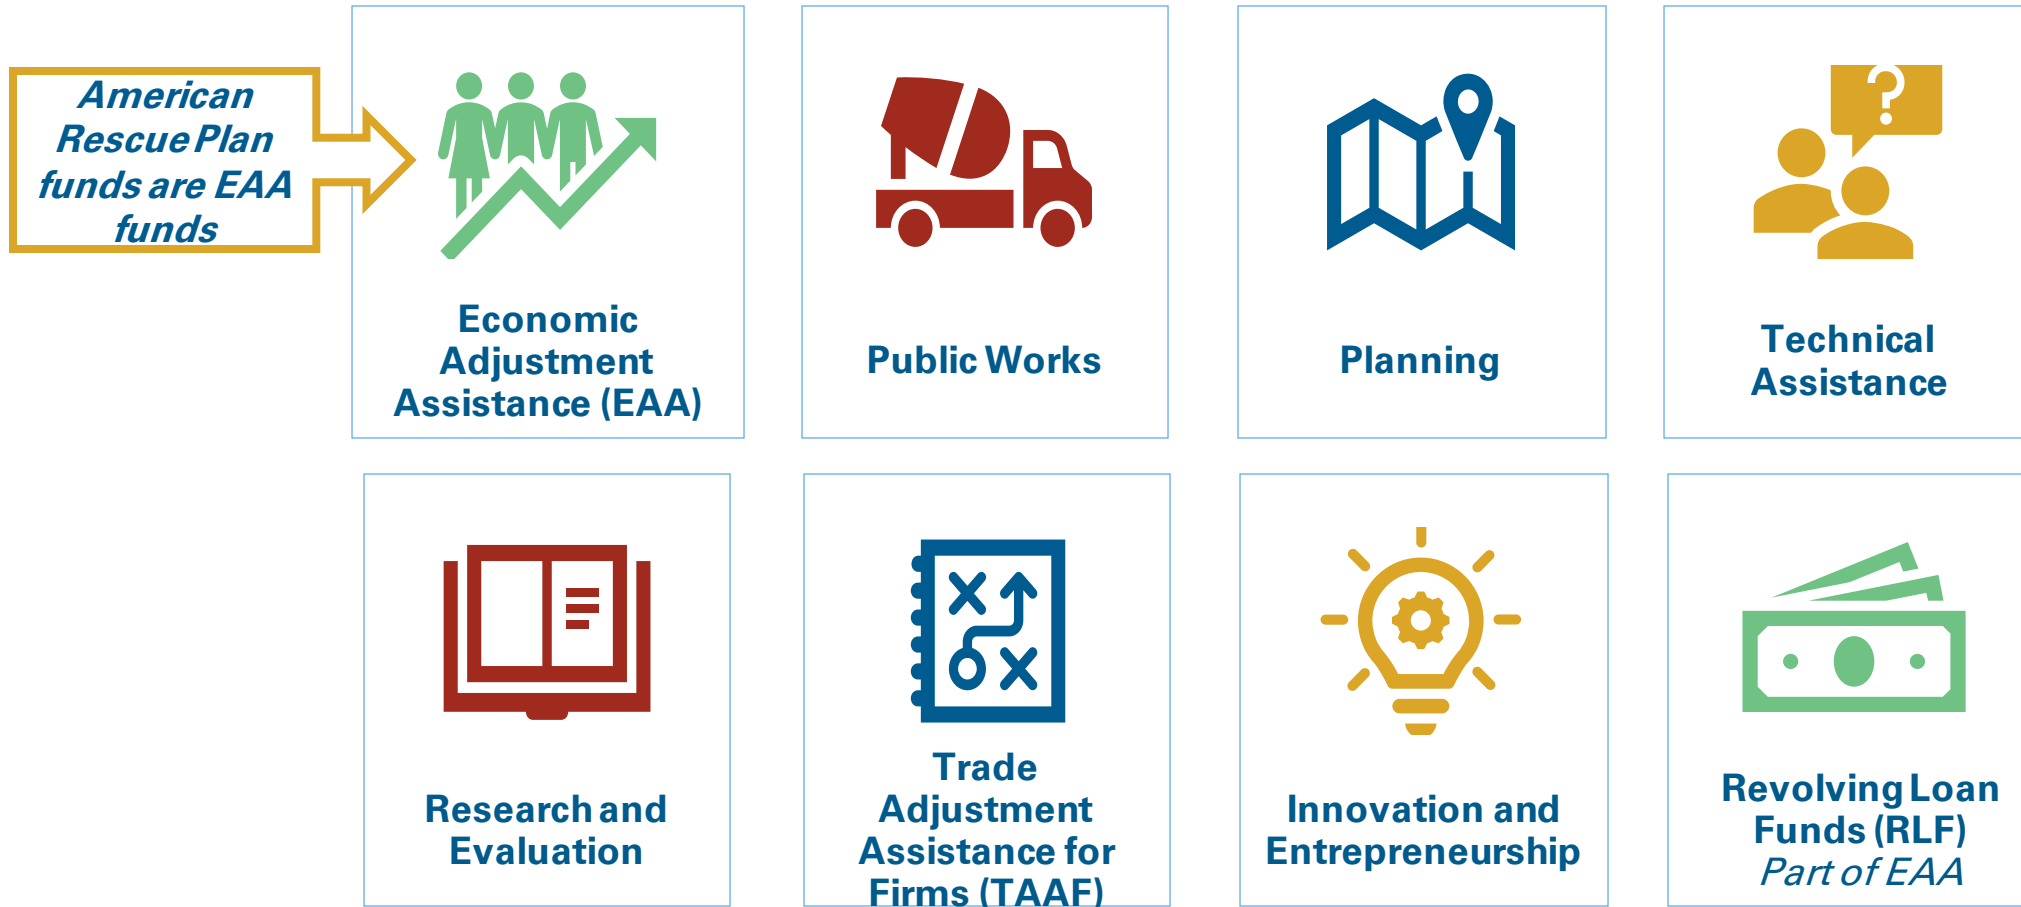 American
Rescue Plan
funds are EAA
funds
Economic
Adjustment
Assistance (EAA)
Public Works
Planning
?
Technical
Assistance
Research and
Evaluation
Trade
Adjustment
Assistance for
Firms (TAAF)
Innovation and
Entrepreneurship
Revolving Loan
Funds (RLF)
Part of EAA